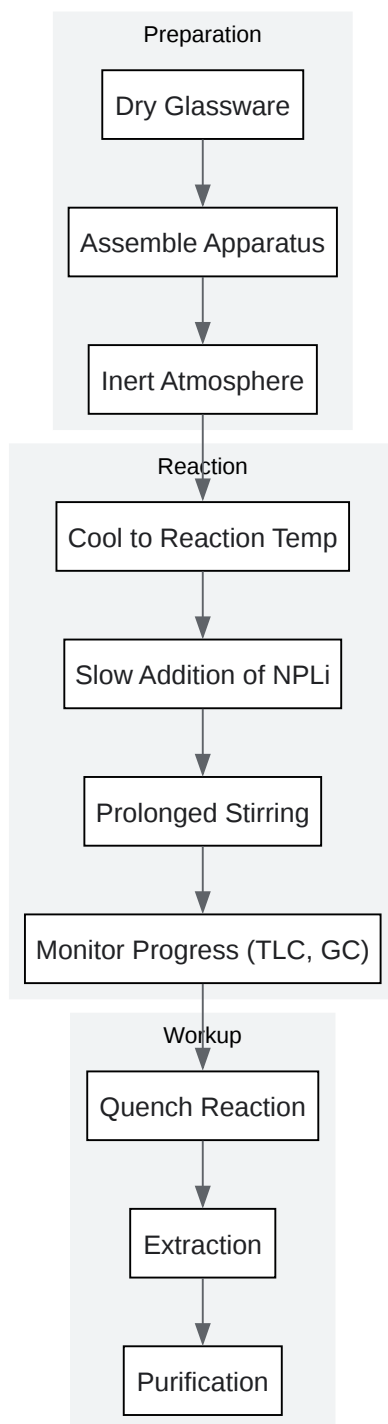 Preparation
Dry Glassware
Assemble Apparatus
Inert Atmosphere
Reaction
Cool to Reaction Temp
Slow Addition of NPLi
Prolonged Stirring
Monitor Progress (TLC, GC)
Workup
Quench Reaction
Extraction
Purification